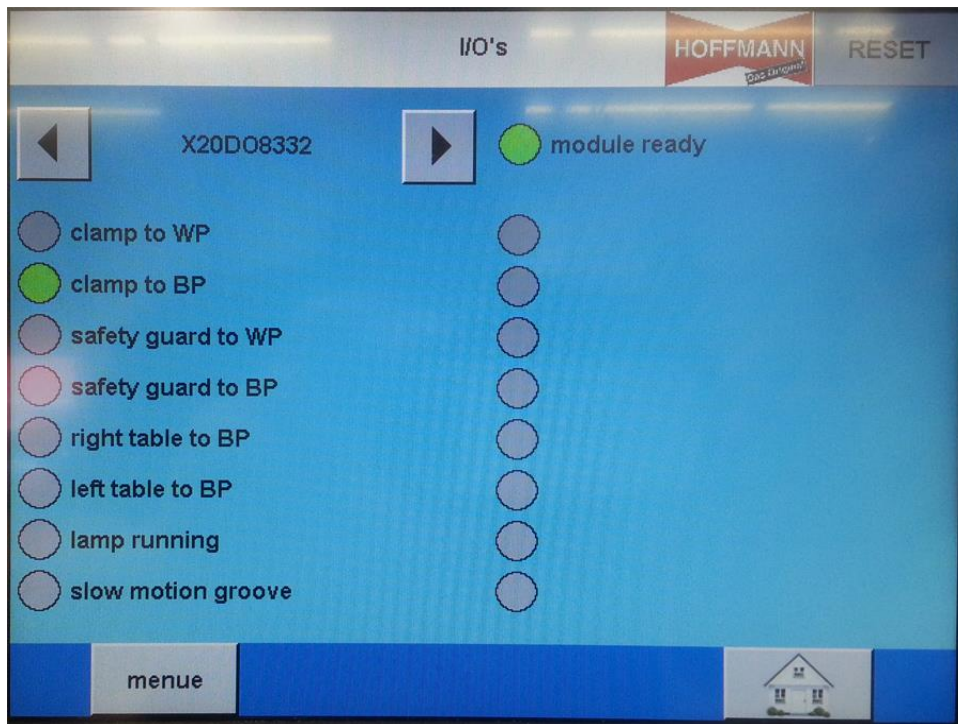 I/O's
HOFFMANN
Das Original
RESET
X20DO8332
module ready
clamp to WP
clamp to BP
safety guard to WP
safety guard to BP
right table to BP
left table to BP
lamp running
slow motion groove
menue